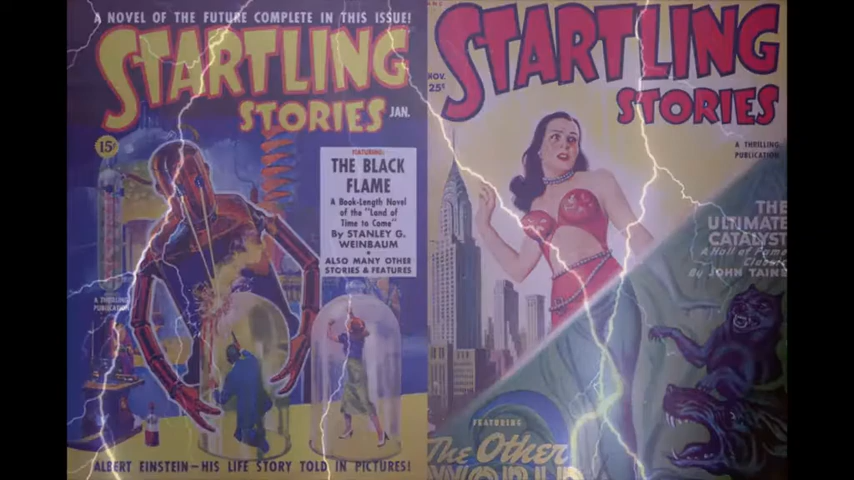 A NOVEL OF THE FUTURE COMPLETE IN THIS ISSUE!
STARTLING
STORIES
JAN.
15¢
FEATURING
THE BLACK
FLAME
A Book-Length Novel
of the "Land of
Time to Come"
By STANLEY G.
WEINBAUM
ALSO MANY OTHER
STORIES & FEATURES
A THRILLING
PUBLICATION
ALBERT EINSTEIN—HIS LIFE STORY TOLD IN PICTURES!
STARTLING
STORIES
NOV.
25¢
A THRILLING
PUBLICATION
THE
ULTIMATE
CATALYST
A Hall of Fame
Classic
By JOHN TAINE
FEATURING
The Other
WORLD